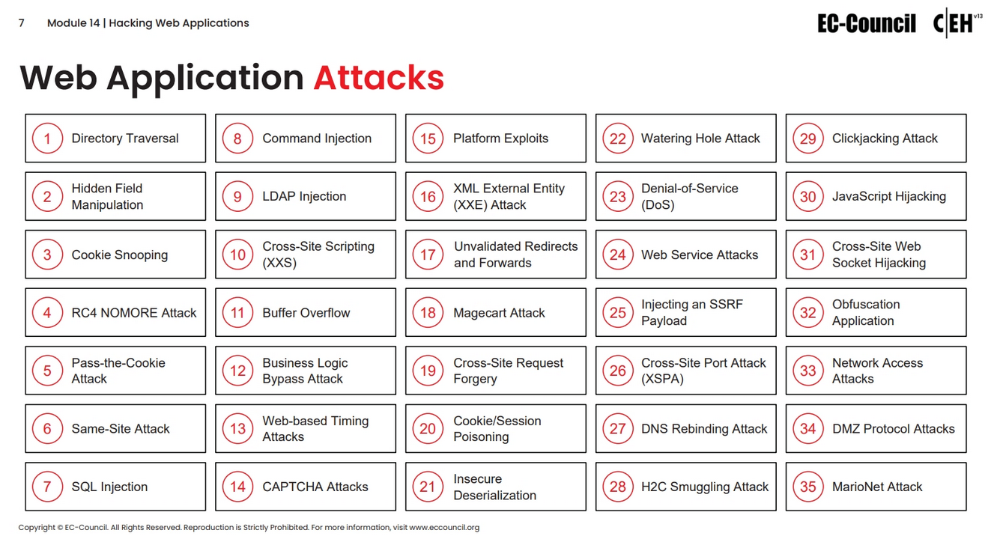 7 Module 14 | Hacking Web Applications
EC-Council C|EH v13
Web Application Attacks
1 Directory Traversal
2 Hidden Field
Manipulation
3 Cookie Snooping
4 RC4 NOMORE Attack
5 Pass-the-Cookie
Attack
6 Same-Site Attack
7 SQL Injection
8 Command Injection
9 LDAP Injection
10 Cross-Site Scripting
(XXS)
11 Buffer Overflow
12 Business Logic
Bypass Attack
13 Web-based Timing
Attacks
14 CAPTCHA Attacks
15 Platform Exploits
16 XML External Entity
(XXE) Attack
17 Unvalidated Redirects
and Forwards
18 Magecart Attack
19 Cross-Site Request
Forgery
20 Cookie/Session
Poisoning
21 Insecure
Deserialization
22 Watering Hole Attack
23 Denial-of-Service
(DoS)
24 Web Service Attacks
25 Injecting an SSRF
Payload
26 Cross-Site Port Attack
(XSPA)
27 DNS Rebinding Attack
28 H2C Smuggling Attack
29 Clickjacking Attack
30 JavaScript Hijacking
31 Cross-Site Web
Socket Hijacking
32 Obfuscation
Application
33 Network Access
Attacks
34 DMZ Protocol Attacks
35 MarioNet Attack
Copyright © EC-Council. All Rights Reserved. Reproduction is Strictly Prohibited. For more information, visit www.eccouncil.org